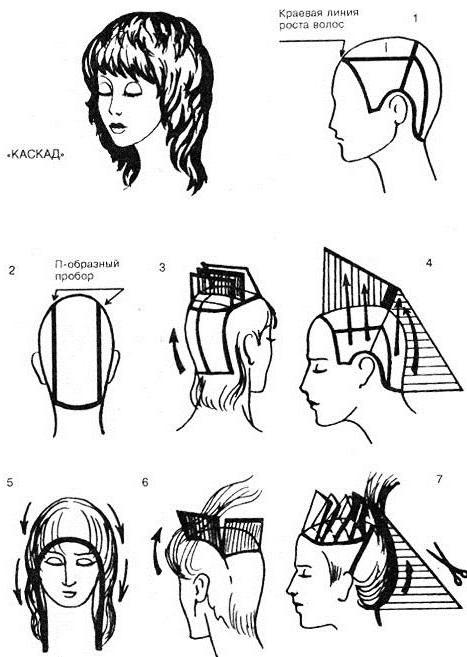 Краевая линия
роста волос
1
I
«КАСКАД»
2
П-образный
пробор
3
4
5
6
7